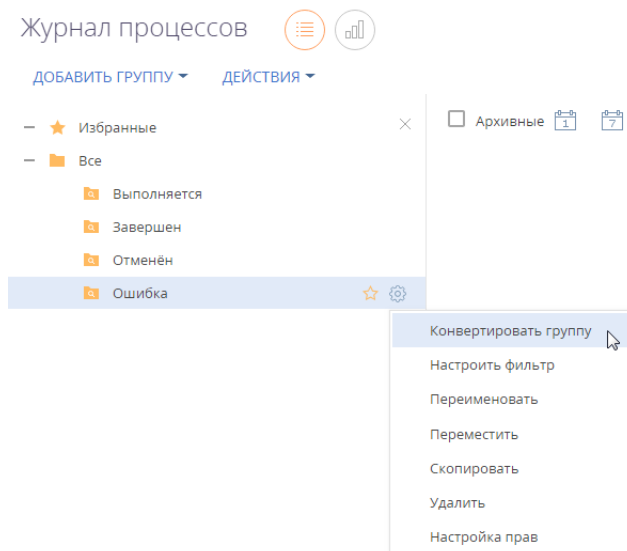 Журнал процессов
ДОБАВИТЬ ГРУППУ ДЕЙСТВИЯ
Избранные
Архивные 1 7
Все
Выполняется
Завершен
Отменён
Ошибка
Конвертировать группу
Настроить фильтр
Переименовать
Переместить
Скопировать
Удалить
Настройка прав